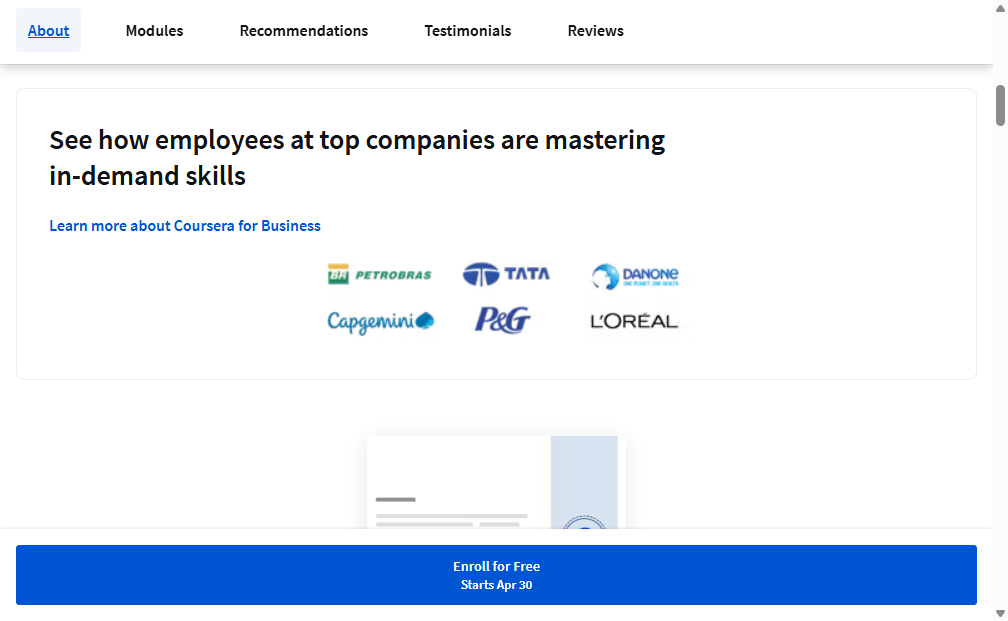 About Modules Recommendations Testimonials Reviews
See how employees at top companies are mastering
in-demand skills
Learn more about Coursera for Business
BR PETROBRAS TATA DANONE
ONE PLANET. ONE HEALTH
Capgemini P&G L'ORÉAL
Enroll for Free
Starts Apr 30